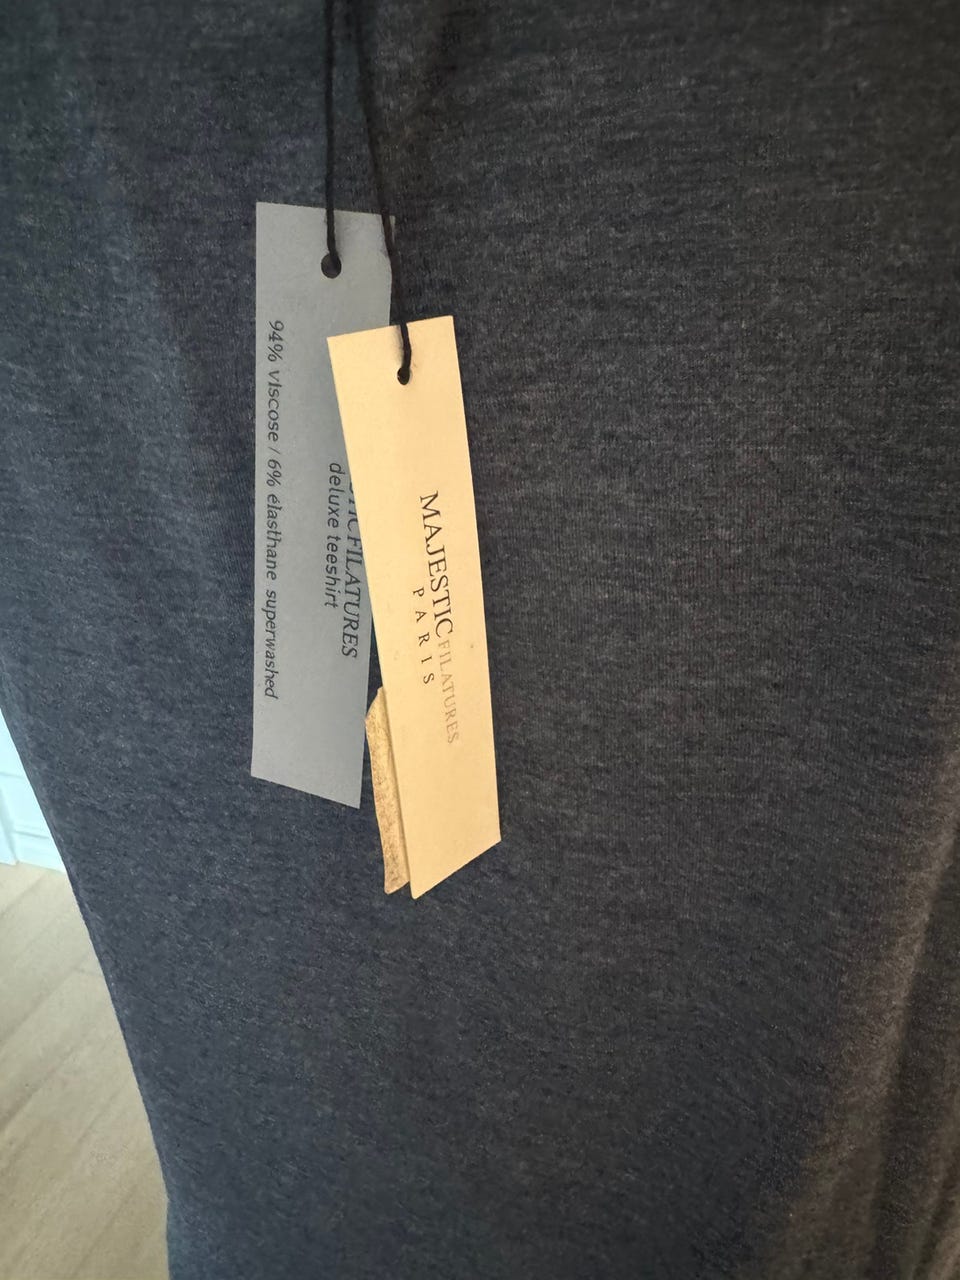 MAJESTIC FILATURES
PARIS
FILATURES
deluxe teeshirt
94% viscose / 6% élasthane superwashed